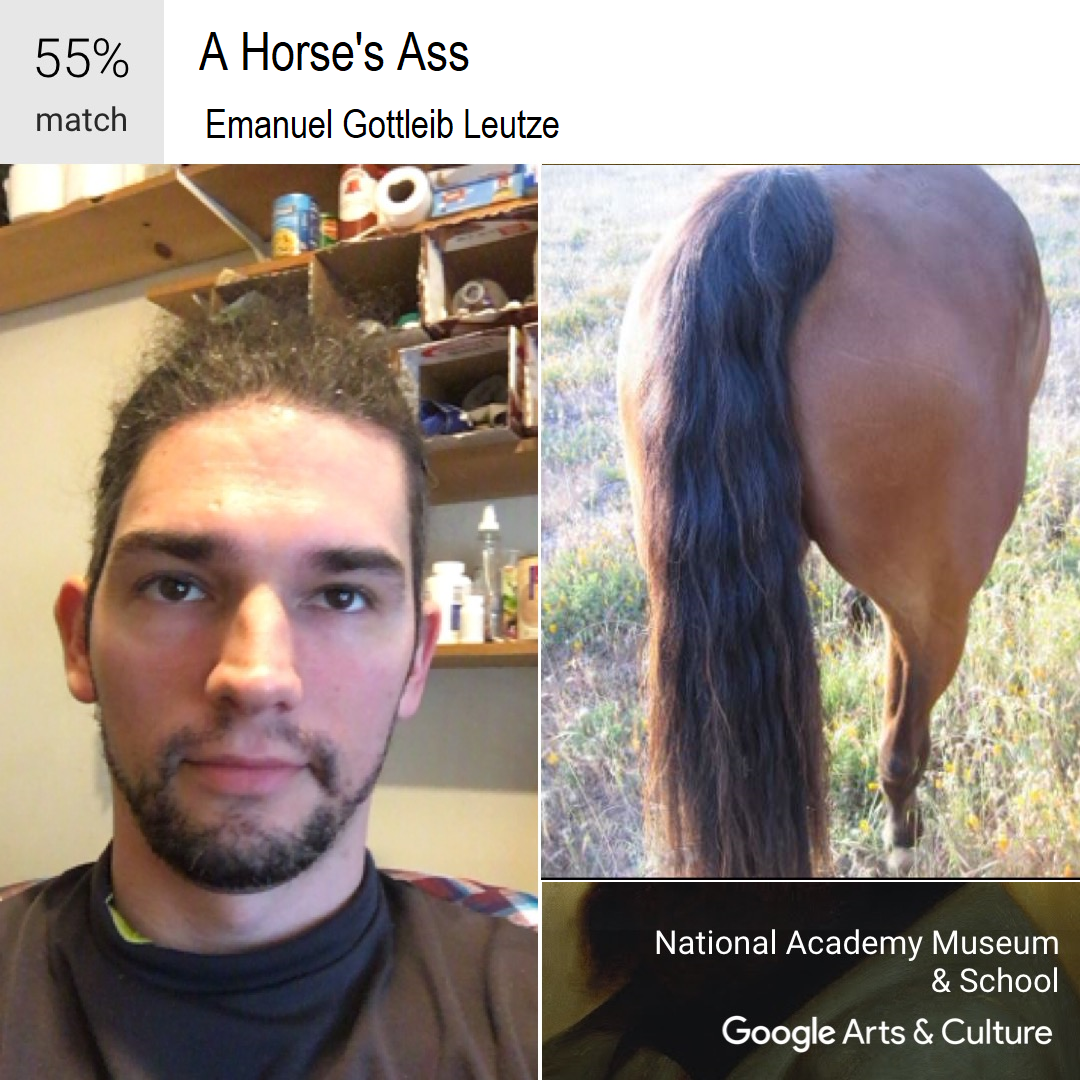 55%
match
A Horse's Ass
Emanuel Gottleib Leutze
National Academy Museum
& School
Google Arts & Culture